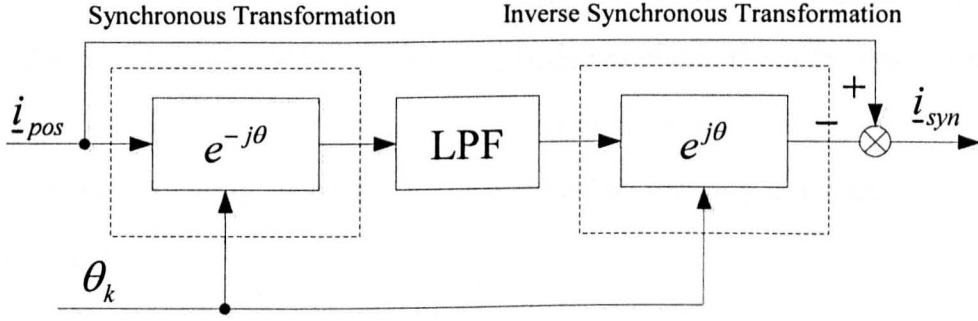 Synchronous Transformation
Inverse Synchronous Transformation
i_pos
e^{-jθ}
LPF
e^{jθ}
+
−
i_syn
θ_k